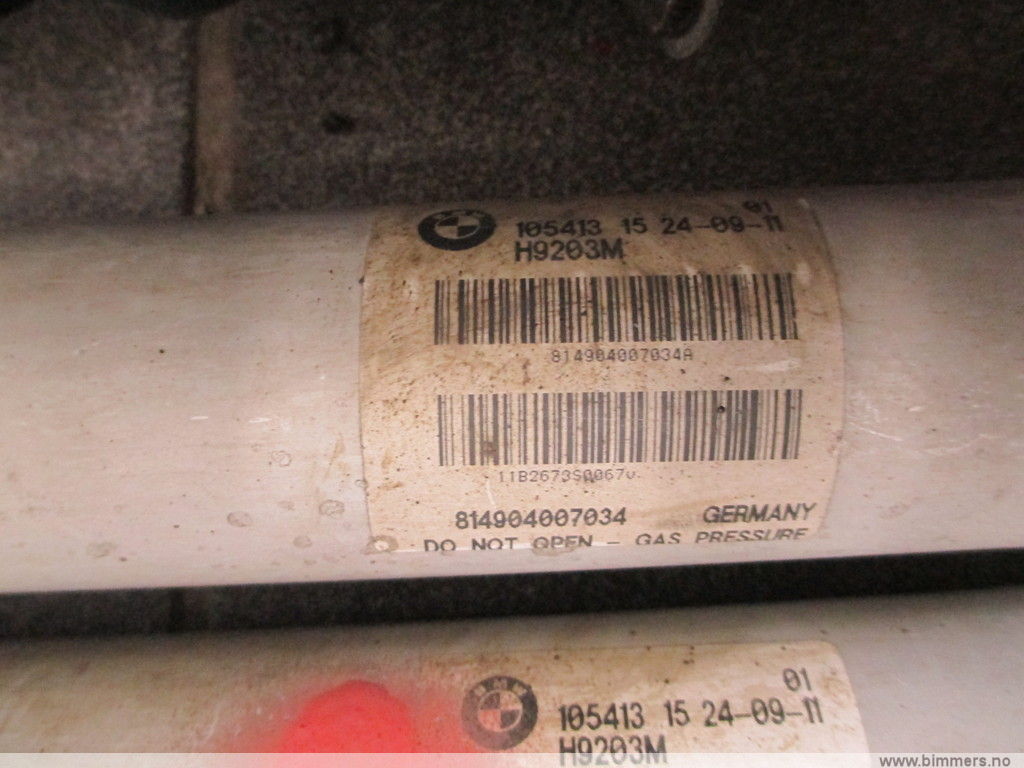 01
105413 15 24-09-11
H9203M
814904007034A
814904007034 GERMANY
DO NOT OPEN - GAS PRESSURE
01
BMW
105413 15 24-09-11
H9203M
www.bimmers.no